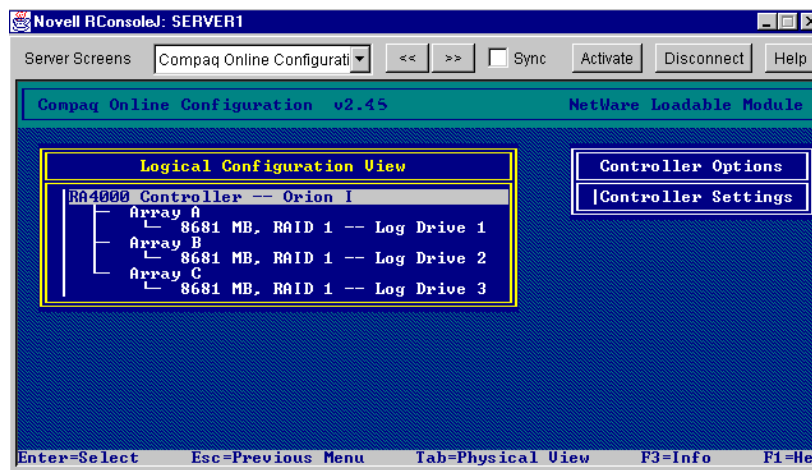 Novell RConsoleJ: SERVER1
Server Screens Compaq Online Configurati << >> Sync Activate Disconnect Help
Compaq Online Configuration v2.45 NetWare Loadable Module
Logical Configuration View Controller Options
RA4000 Controller -- Orion I |Controller Settings
Array A
8681 MB, RAID 1 -- Log Drive 1
Array B
8681 MB, RAID 1 -- Log Drive 2
Array C
8681 MB, RAID 1 -- Log Drive 3
Enter=Select Esc=Previous Menu Tab=Physical View F3=Info F1=He